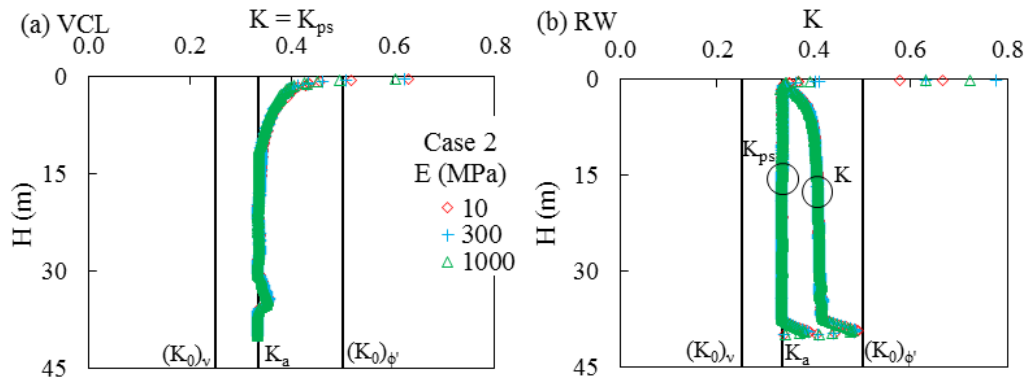 (a) VCL
K = Kₚₛ
0.0 0.2 0.4 0.6 0.8
0
15
30
45
H (m)
Case 2
E (MPa)
◇ 10
+ 300
△ 1000
(K₀)ᵥ
Kₐ
(K₀)ϕ'
(b) RW
K
0.0 0.2 0.4 0.6 0.8
0
15
30
45
H (m)
Kₚₛ
K
(K₀)ᵥ
Kₐ
(K₀)ϕ'